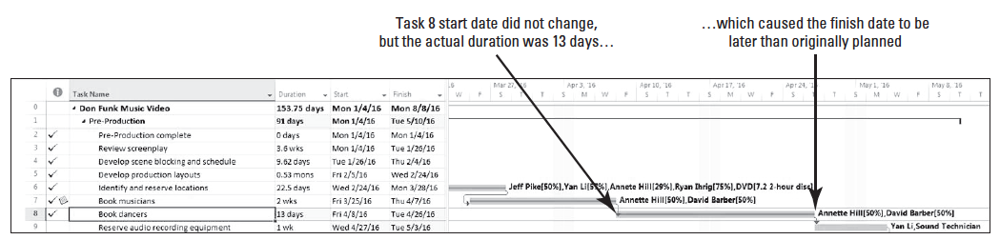 Task 8 start date did not change,
but the actual duration was 13 days...
...which caused the finish date to be
later than originally planned
Task Name Duration Start Finish
.6 Mar 27, '16 Apr 3, '16 Apr 10, '16 Apr 17, '16 Apr 24, '16 May 1, '16 May 8, '16
W F S T T S M W F S T T S M W F S T T S M W F S T
0 Don Funk Music Video 153.75 days Mon 1/4/16 Mon 8/8/16
1 Pre-Production 91 days Mon 1/4/16 Tue 5/10/16
2 Pre-Production complete 0 days Mon 1/4/16 Mon 1/4/16
3 Review screenplay 3.6 wks Mon 1/4/16 Tue 1/26/16
4 Develop scene blocking and schedule 9.62 days Tue 1/26/16 Thu 2/4/16
5 Develop production layouts 0.53 mons Fri 2/5/16 Wed 2/24/16
6 Identify and reserve locations 22.5 days Wed 2/24/16 Mon 3/28/16 Jeff Pike[50%],Yan Li[57%],Annete Hill[29%],Ryan Ihrig[75%],DVD[7.2 2-hour disc]
7 Book musicians 2 wks Fri 3/25/16 Thu 4/7/16 Annette Hill[50%],David Barber[50%]
8 Book dancers 13 days Fri 4/8/16 Tue 4/26/16 Annette Hill[50%],David Barber[50%]
9 Reserve audio recording equipment 1 wk Wed 4/27/16 Tue 5/3/16 Yan Li,Sound Technician